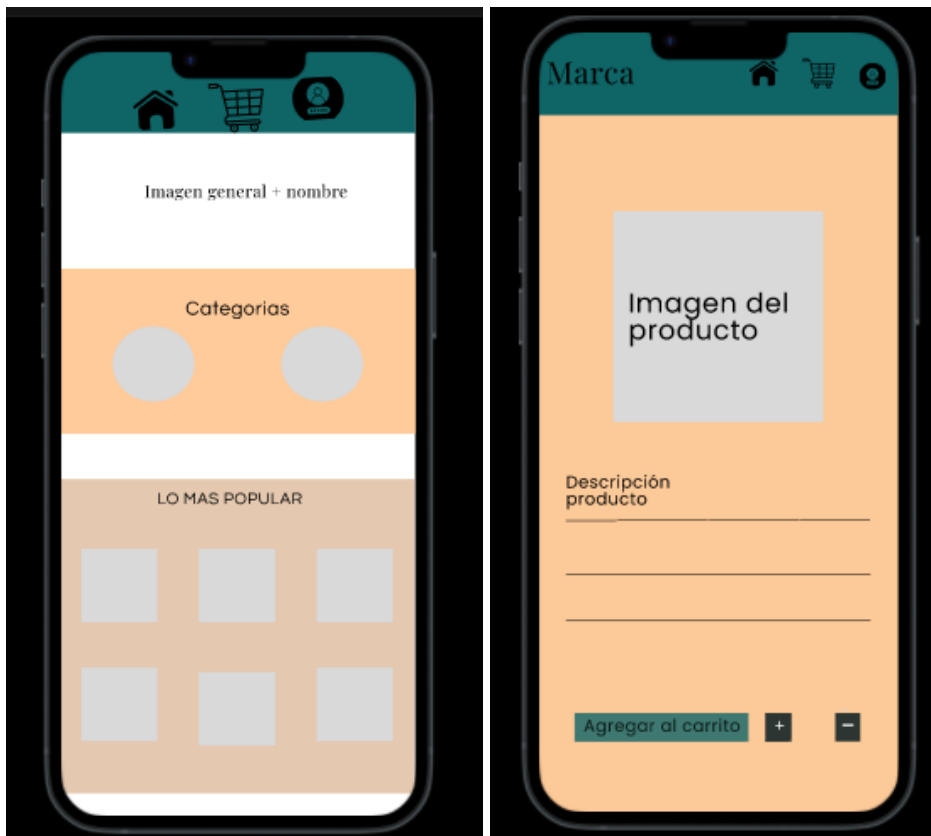 Imagen general + nombre
Categorias
LO MAS POPULAR
Marca
Imagen del
producto
Descripción
producto
Agregar al carrito + −